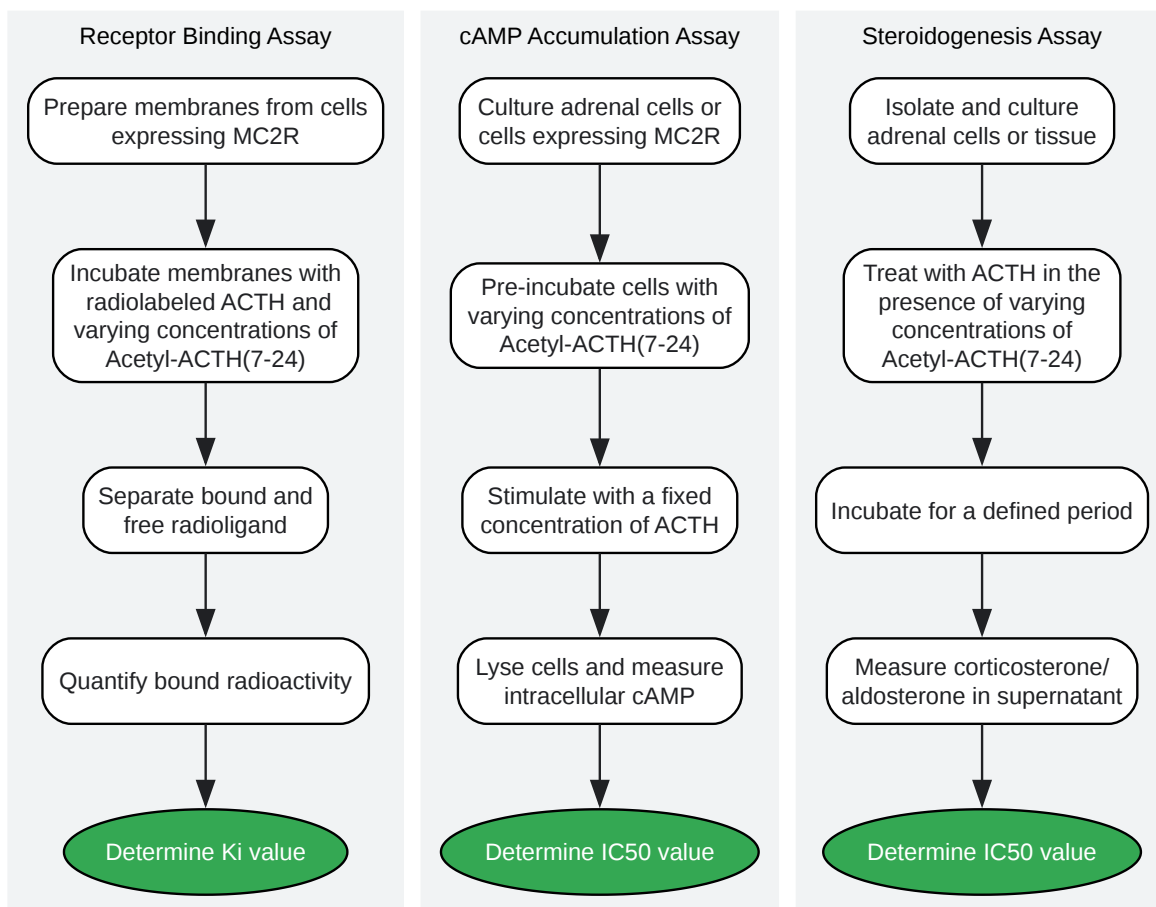 Receptor Binding Assay
Prepare membranes from cells
expressing MC2R
Incubate membranes with
radiolabeled ACTH and
varying concentrations of
Acetyl-ACTH(7-24)
Separate bound and
free radioligand
Quantify bound radioactivity
Determine Ki value
cAMP Accumulation Assay
Culture adrenal cells or
cells expressing MC2R
Pre-incubate cells with
varying concentrations of
Acetyl-ACTH(7-24)
Stimulate with a fixed
concentration of ACTH
Lyse cells and measure
intracellular cAMP
Determine IC50 value
Steroidogenesis Assay
Isolate and culture
adrenal cells or tissue
Treat with ACTH in the
presence of varying
concentrations of
Acetyl-ACTH(7-24)
Incubate for a defined period
Measure corticosterone/
aldosterone in supernatant
Determine IC50 value